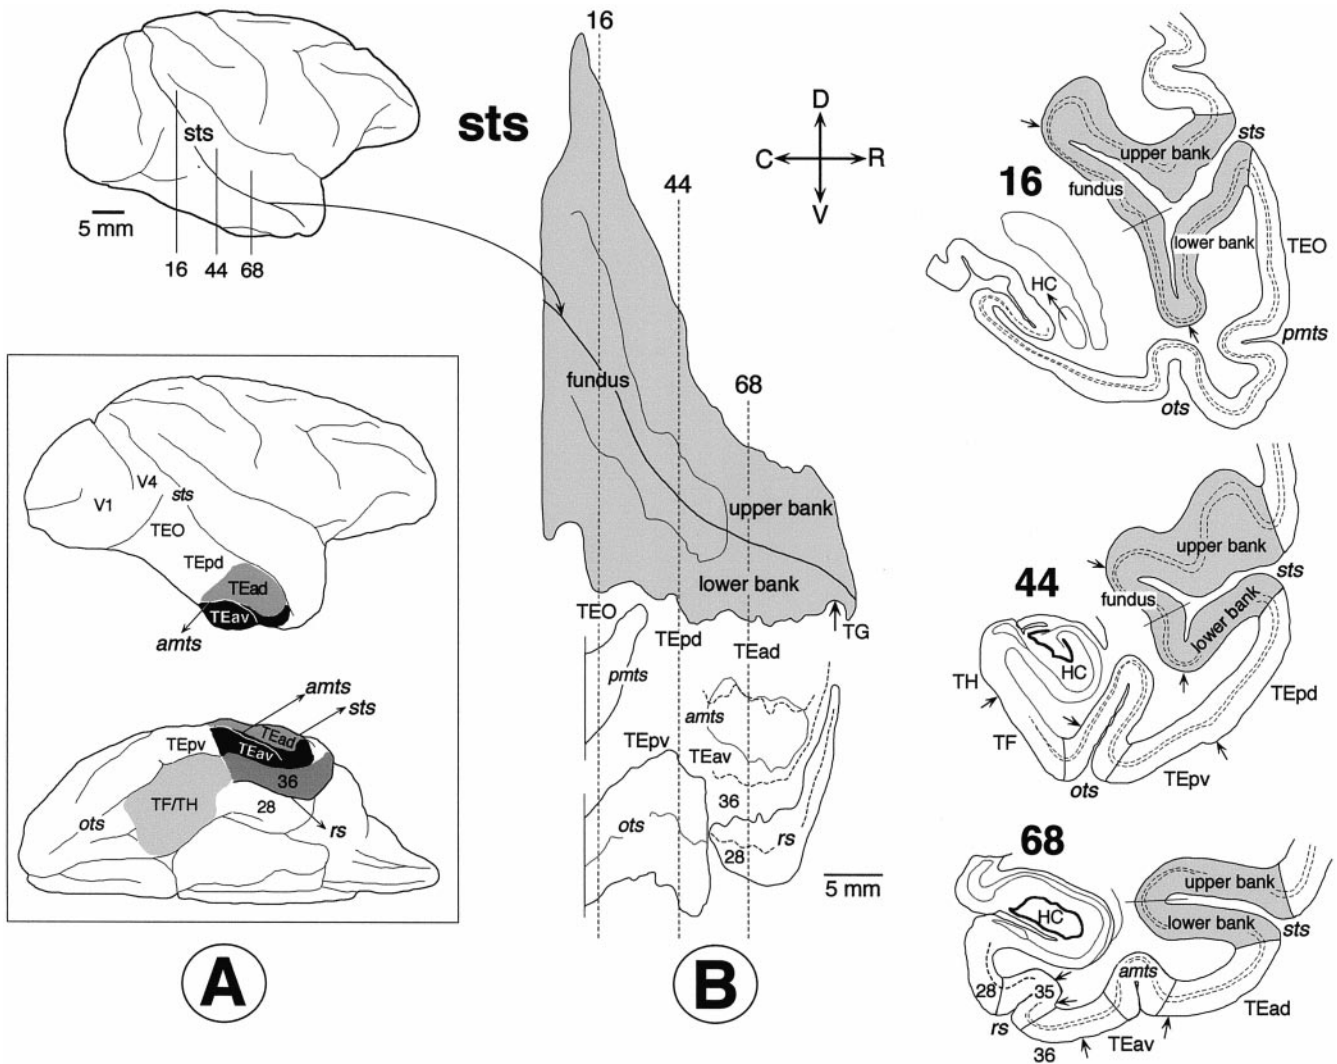 sts
5 mm
16
44
68
V1
V4
sts
TEO
TEpd
TEad
TEav
amts
amts
sts
TEad
TEpv
TEav
36
TF/TH
28
ots
rs
A
sts
16
D
C
R
V
44
fundus
68
upper bank
lower bank
TEO
TEpd
TG
TEad
pmts
amts
TEpv
TEav
36
ots
rs
28
5 mm
B
16
upper bank
sts
fundus
lower bank
TEO
HC
pmts
ots
44
upper bank
sts
fundus
lower bank
HC
TH
TEpd
TF
TEpv
ots
68
upper bank
HC
lower bank
sts
amts
28
35
TEad
rs
TEav
36